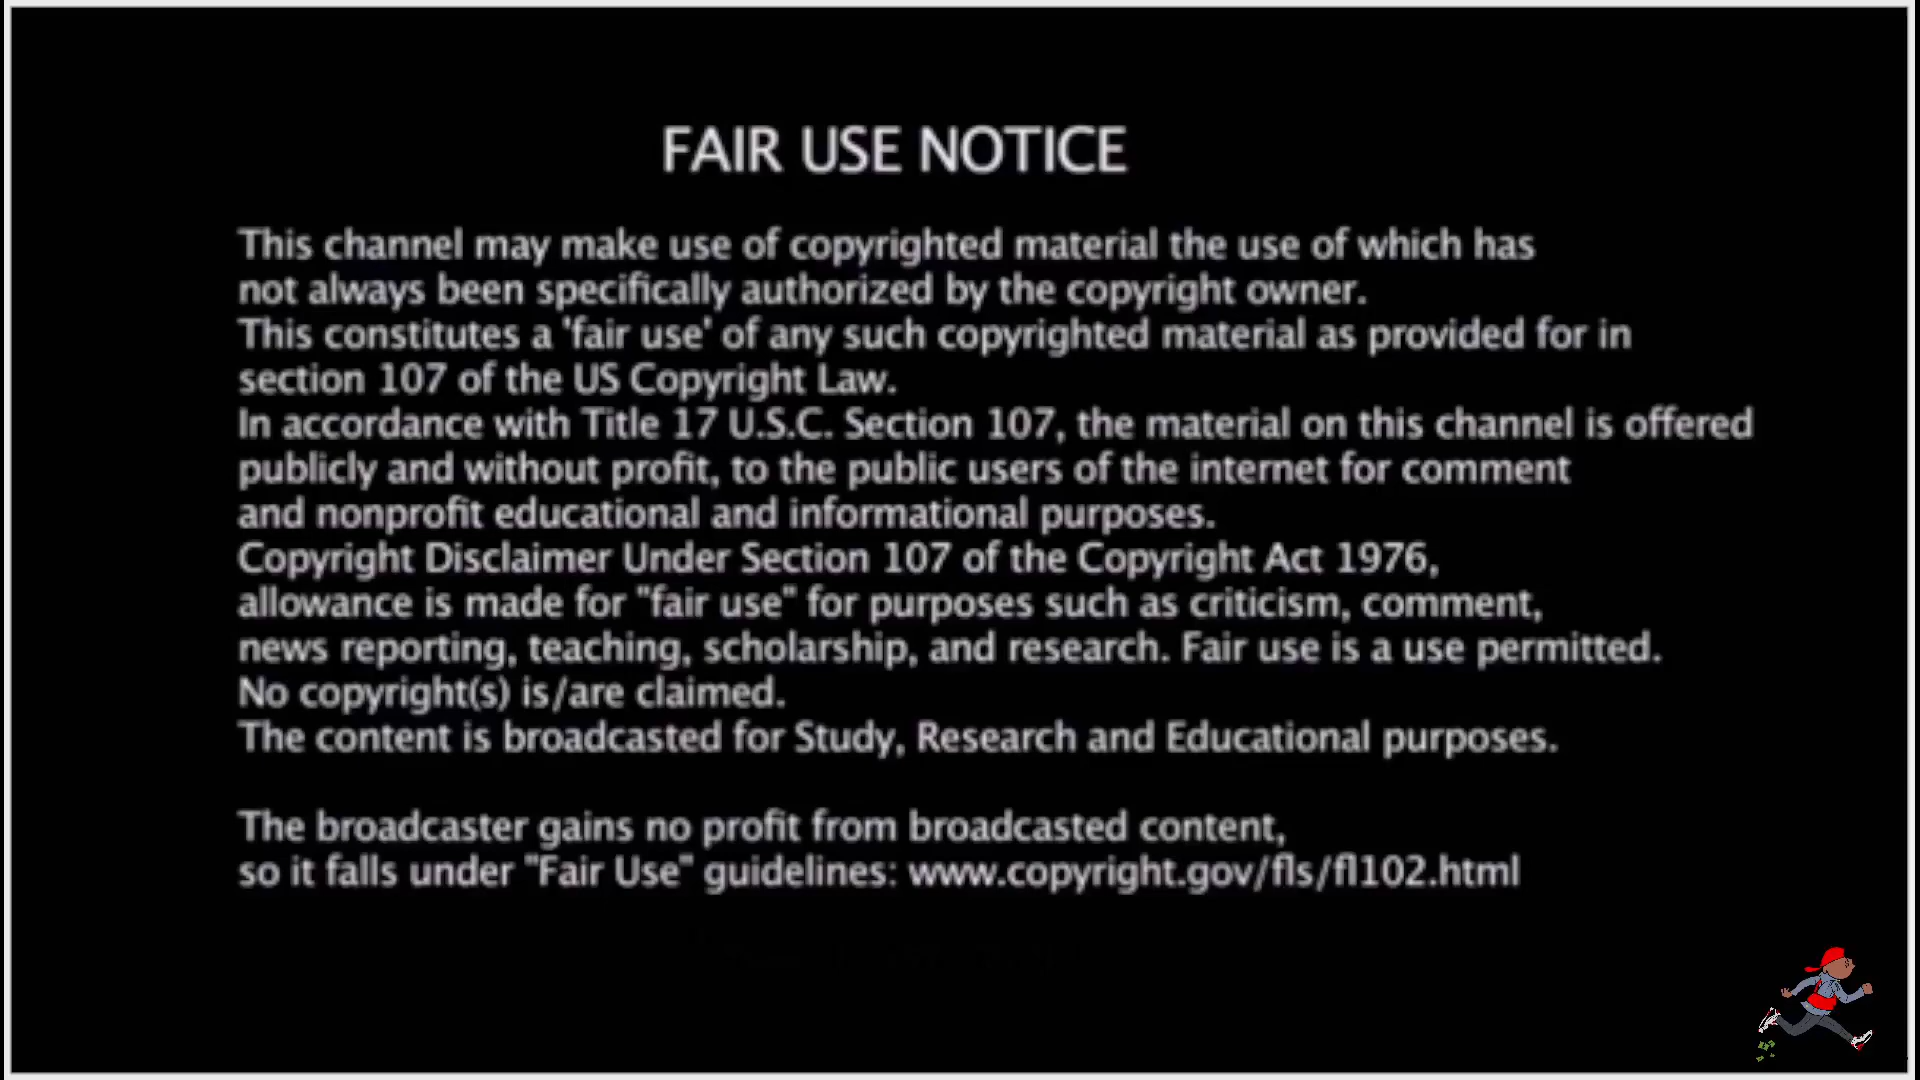 FAIR USE NOTICE
This channel may make use of copyrighted material the use of which has
not always been specifically authorized by the copyright owner.
This constitutes a 'fair use' of any such copyrighted material as provided for in
section 107 of the US Copyright Law.
In accordance with Title 17 U.S.C. Section 107, the material on this channel is offered
publicly and without profit, to the public users of the internet for comment
and nonprofit educational and informational purposes.
Copyright Disclaimer Under Section 107 of the Copyright Act 1976,
allowance is made for "fair use" for purposes such as criticism, comment,
news reporting, teaching, scholarship, and research. Fair use is a use permitted.
No copyright(s) is/are claimed.
The content is broadcasted for Study, Research and Educational purposes.
The broadcaster gains no profit from broadcasted content,
so it falls under "Fair Use" guidelines: www.copyright.gov/fls/fl102.html